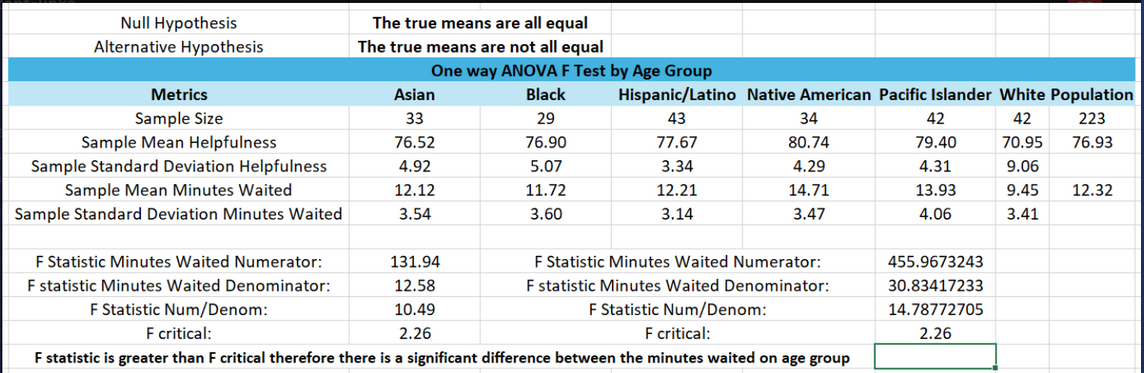 Null Hypothesis The true means are all equal
Alternative Hypothesis The true means are not all equal
One way ANOVA F Test by Age Group
Metrics Asian Black Hispanic/Latino Native American Pacific Islander White Population
Sample Size 33 29 43 34 42 42 223
Sample Mean Helpfulness 76.52 76.90 77.67 80.74 79.40 70.95 76.93
Sample Standard Deviation Helpfulness 4.92 5.07 3.34 4.29 4.31 9.06
Sample Mean Minutes Waited 12.12 11.72 12.21 14.71 13.93 9.45 12.32
Sample Standard Deviation Minutes Waited 3.54 3.60 3.14 3.47 4.06 3.41
F Statistic Minutes Waited Numerator: 131.94 F Statistic Minutes Waited Numerator: 455.9673243
F statistic Minutes Waited Denominator: 12.58 F statistic Minutes Waited Denominator: 30.83417233
F Statistic Num/Denom: 10.49 F Statistic Num/Denom: 14.78772705
F critical: 2.26 F critical: 2.26
F statistic is greater than F critical therefore there is a significant difference between the minutes waited on age group